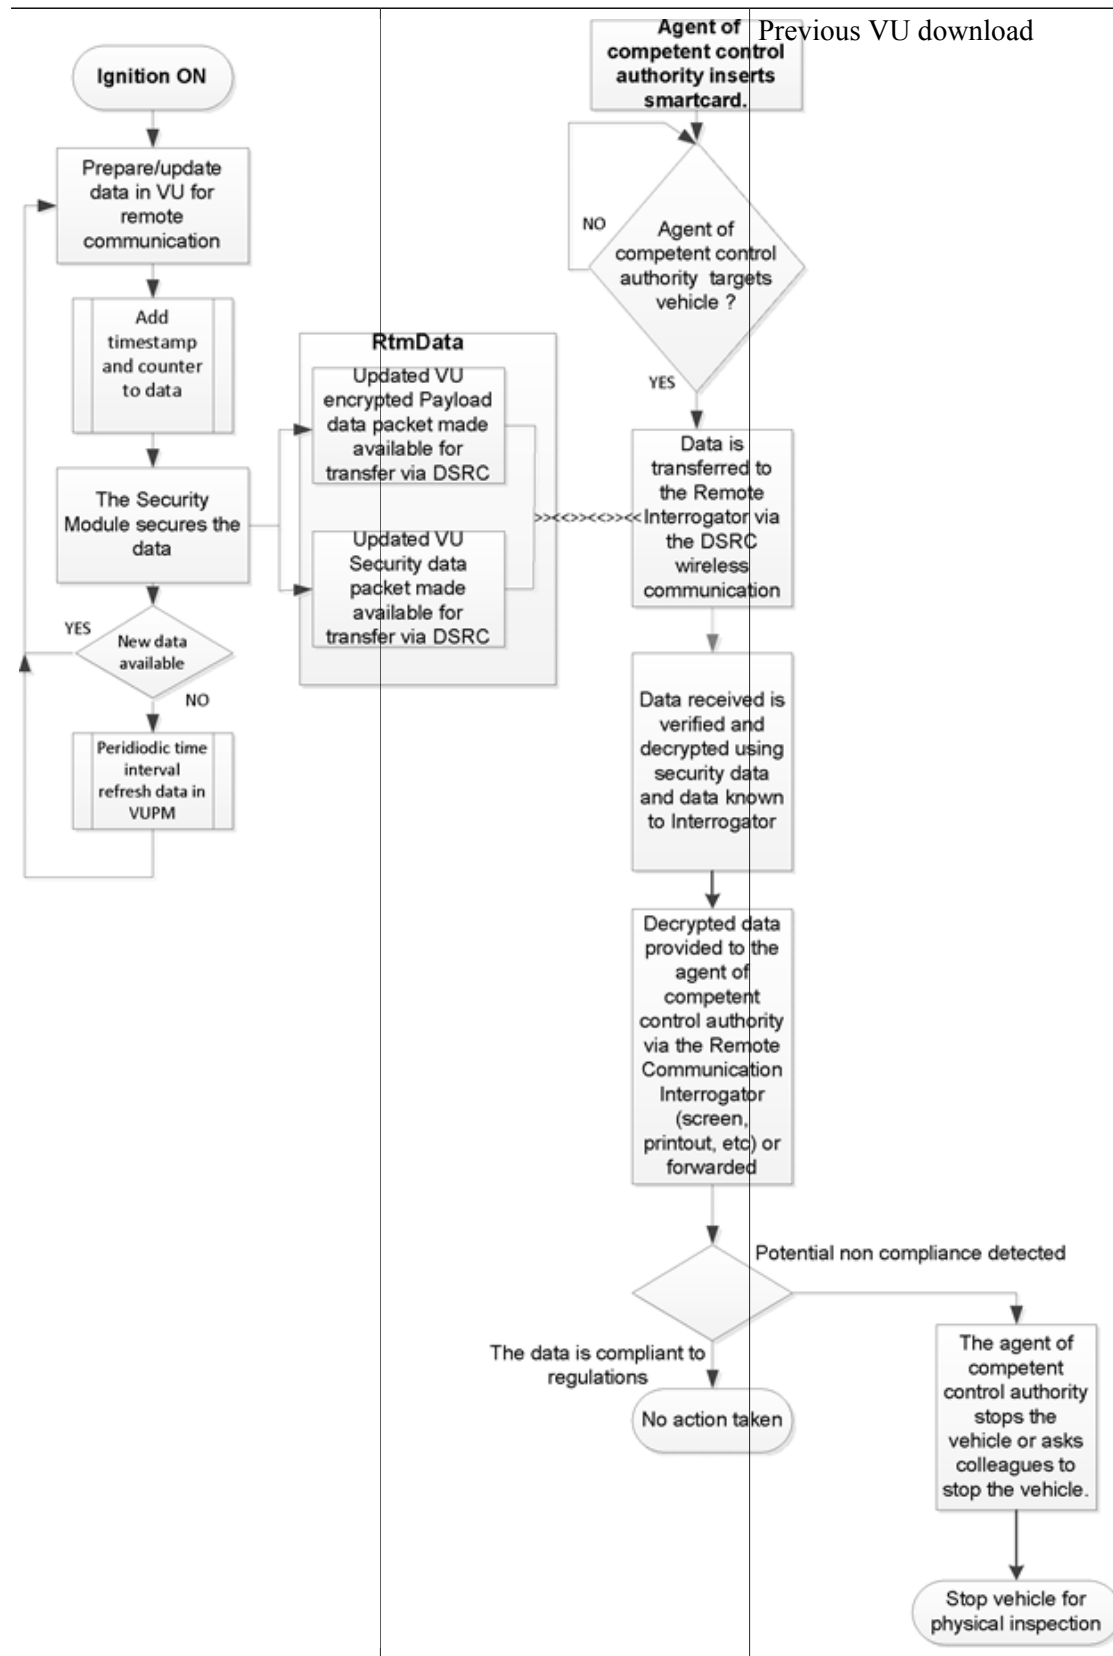 Previous VU download
Ignition ON
Prepare/update
data in VU for
remote
communication
Add
timestamp
and counter
to data
The Security
Module secures the
data
YES
New data
available
NO
Peridiodic time
interval
refresh data in
VUPM
RtmData
Updated VU
encrypted Payload
data packet made
available for
transfer via DSRC
Updated VU
Security data
packet made
available for
transfer via DSRC
>><<>>><<>><<
Agent of
competent control
authority inserts
smartcard.
NO
Agent of
competent control
authority targets
vehicle ?
YES
Data is
transferred to
the Remote
Interrogator via
the DSRC
wireless
communication
Data received is
verified and
decrypted using
security data
and data known
to Interrogator
Decrypted data
provided to the
agent of
competent
control authority
via the Remote
Communication
Interrogator
(screen,
printout, etc) or
forwarded
Potential non compliance detected
The data is compliant to
regulations
No action taken
The agent of
competent
control authority
stops the
vehicle or asks
colleagues to
stop the vehicle.
Stop vehicle for
physical inspection